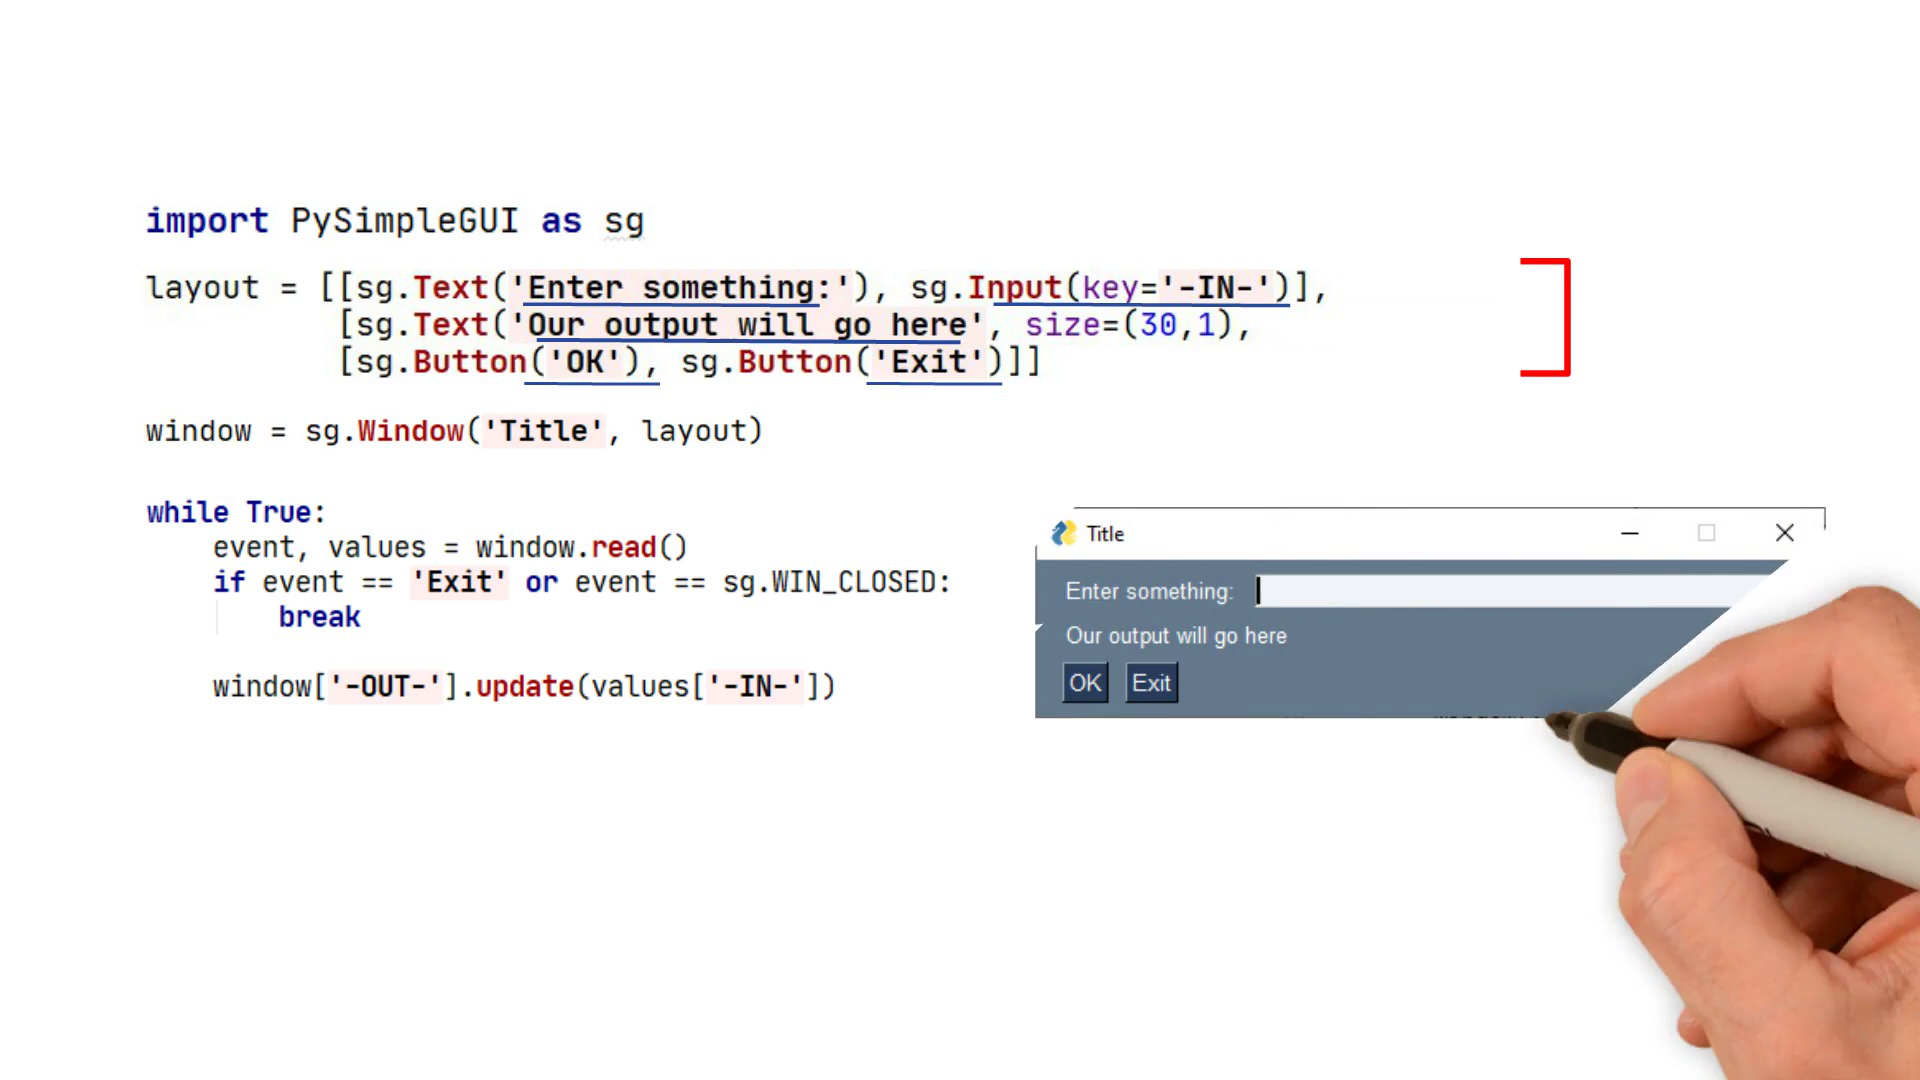 import PySimpleGUI as sg
layout = [[sg.Text('Enter something:'), sg.Input(key='-IN-')],
[sg.Text('Our output will go here', size=(30,1),
[sg.Button('OK'), sg.Button('Exit')]]
window = sg.Window('Title', layout)
while True:
event, values = window.read()
if event == 'Exit' or event == sg.WIN_CLOSED:
break
window['-OUT-'].update(values['-IN-'])
Title
Enter something:
Our output will go here
OK Exit